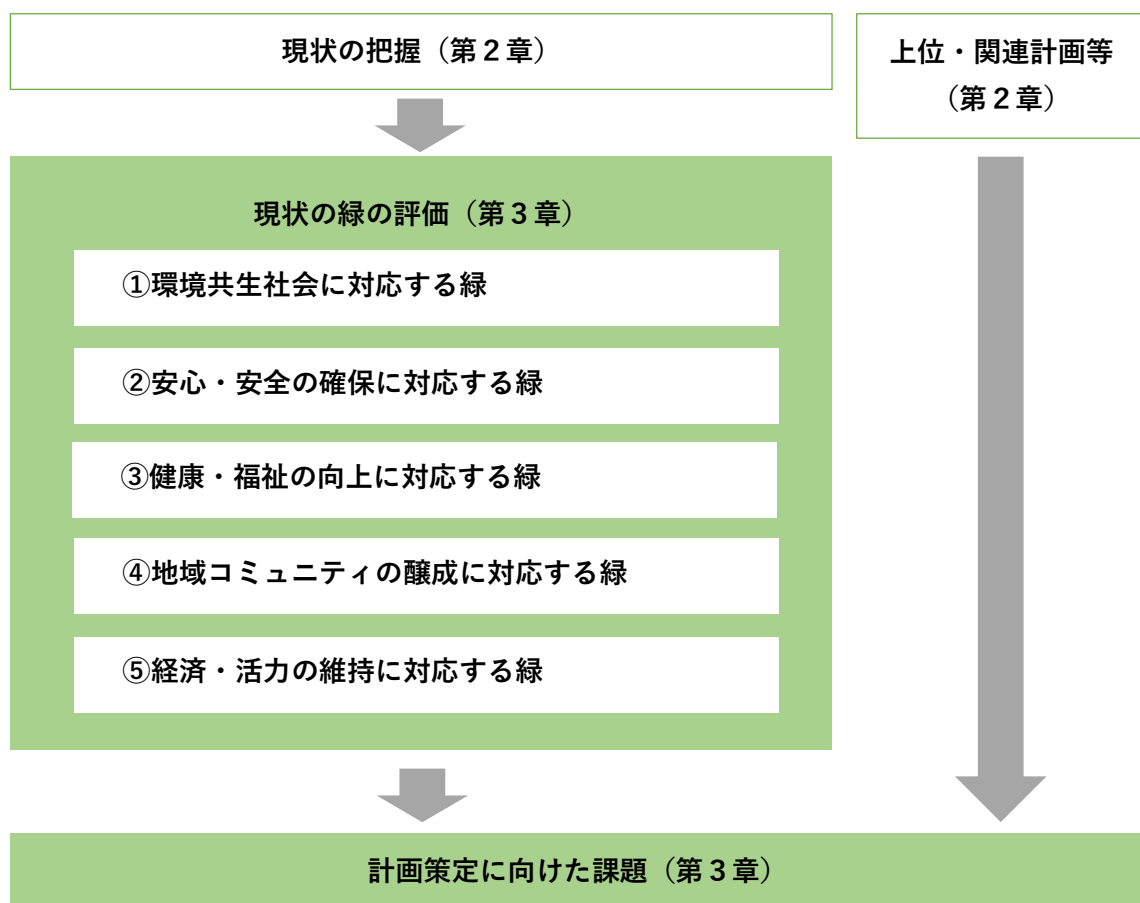 現状の把握（第２章）
上位・関連計画等
（第２章）
現状の緑の評価（第３章）
①環境共生社会に対応する緑
②安心・安全の確保に対応する緑
③健康・福祉の向上に対応する緑
④地域コミュニティの醸成に対応する緑
⑤経済・活力の維持に対応する緑
計画策定に向けた課題（第３章）